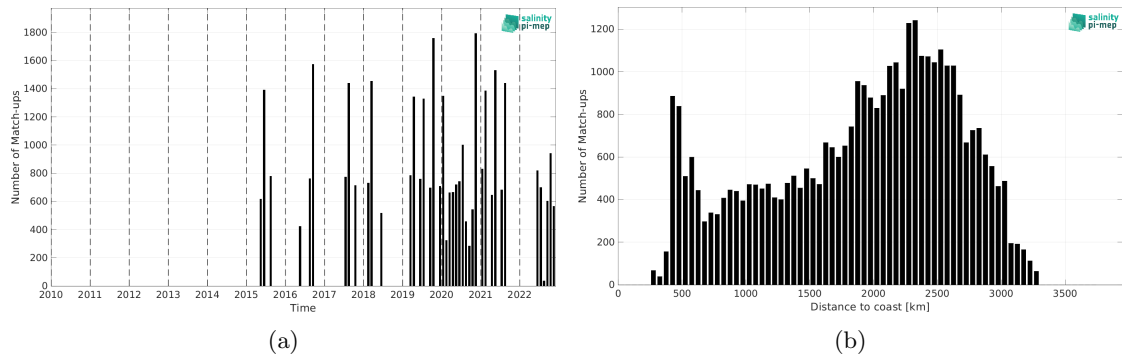 1800
1600
1400
1200
1000
800
600
400
200
0
Number of Match-ups
2010 2011 2012 2013 2014 2015 2016 2017 2018 2019 2020 2021 2022
Time
salinity
pi-mep
(a)
1200
1000
800
600
400
200
0
Number of Match-ups
0 500 1000 1500 2000 2500 3000 3500
Distance to coast [km]
salinity
pi-mep
(b)